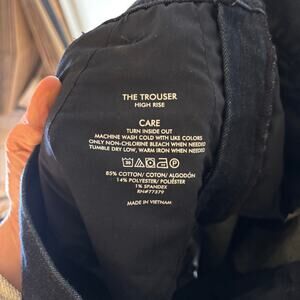 THE TROUSER
HIGH RISE
CARE
TURN INSIDE OUT
MACHINE WASH COLD WITH LIKE COLORS
ONLY NON-CHLORINE BLEACH WHEN NEEDED
TUMBLE DRY LOW, WARM IRON WHEN NEEDED
85% COTTON/ COTON/ ALGODÓN
14% POLYESTER/ POLIÉSTER
1% SPANDEX
RN#77379
MADE IN VIETNAM